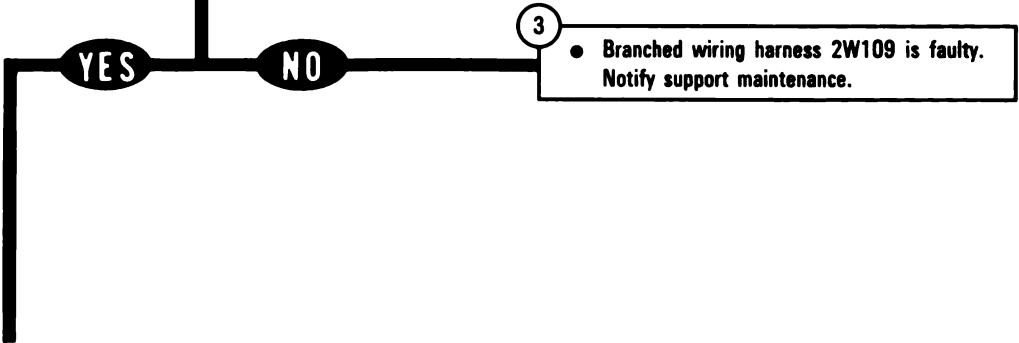 3
YES NO ● Branched wiring harness 2W109 is faulty.
Notify support maintenance.